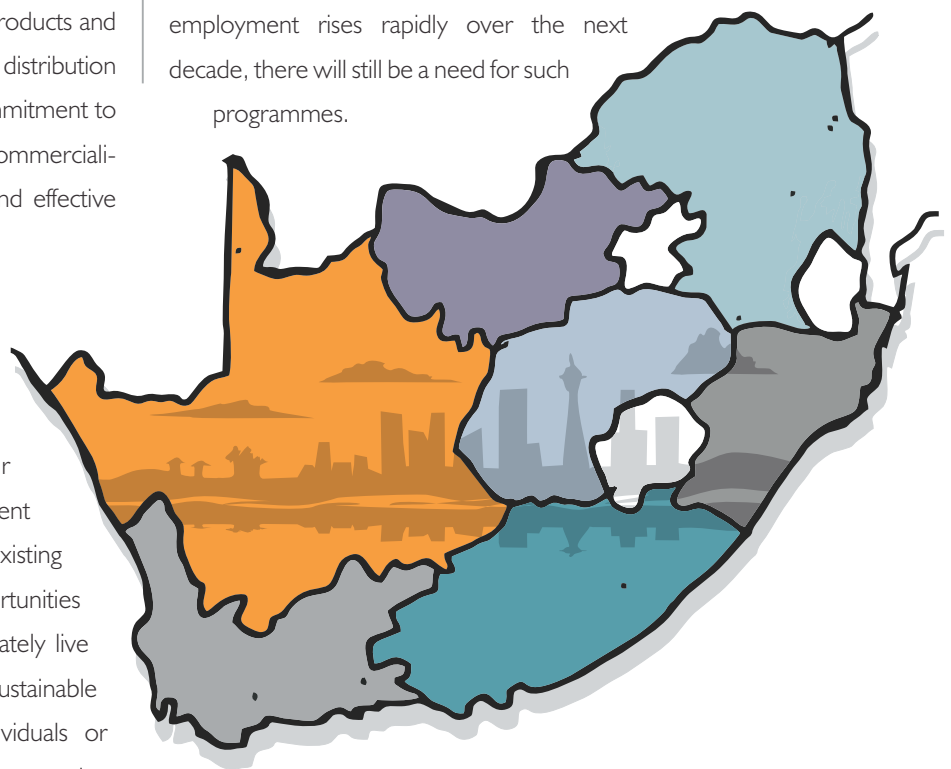 roducts and
distribution
mmitment to
ommerciali-
nd effective
r
ent
xisting
rtunities
ately live
ustainable
viduals or
employment rises rapidly over the next
decade, there will still be a need for such
programmes.